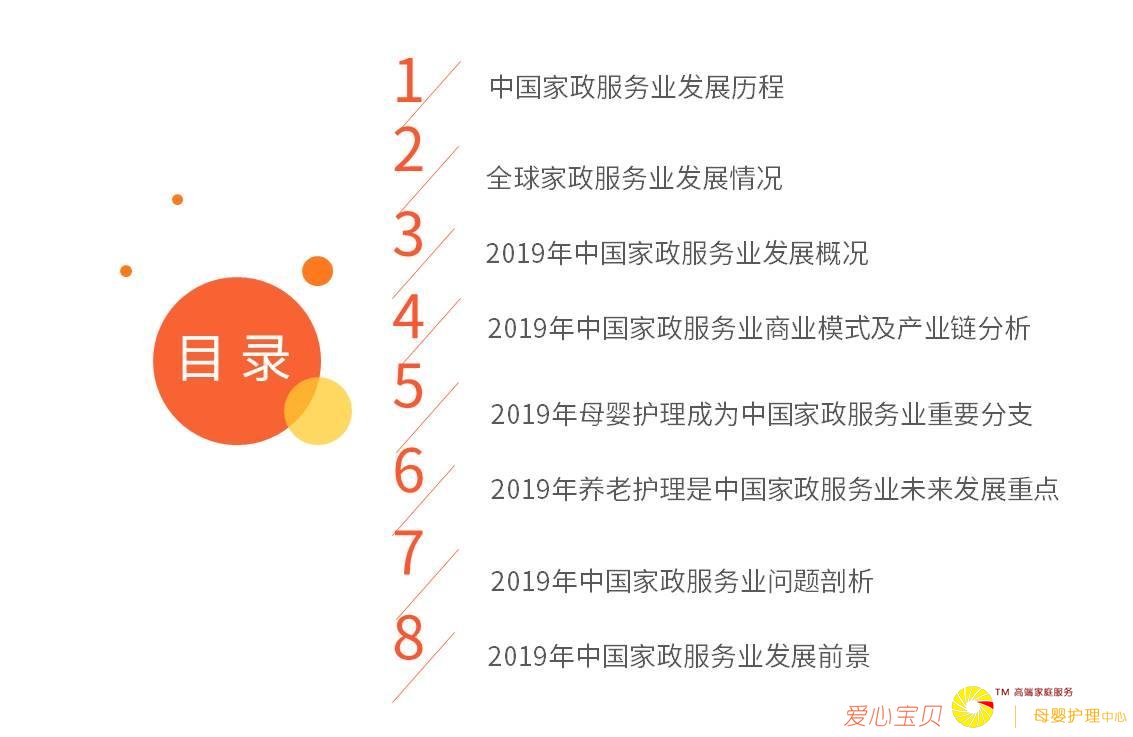 目录
1 中国家政服务业发展历程
2 全球家政服务业发展情况
3 2019年中国家政服务业发展概况
4 2019年中国家政服务业商业模式及产业链分析
5 2019年母婴护理成为中国家政服务业重要分支
6 2019年养老护理是中国家政服务业未来发展重点
7 2019年中国家政服务业问题剖析
8 2019年中国家政服务业发展前景
TM 高端家庭服务
爱心宝贝 母婴护理中心